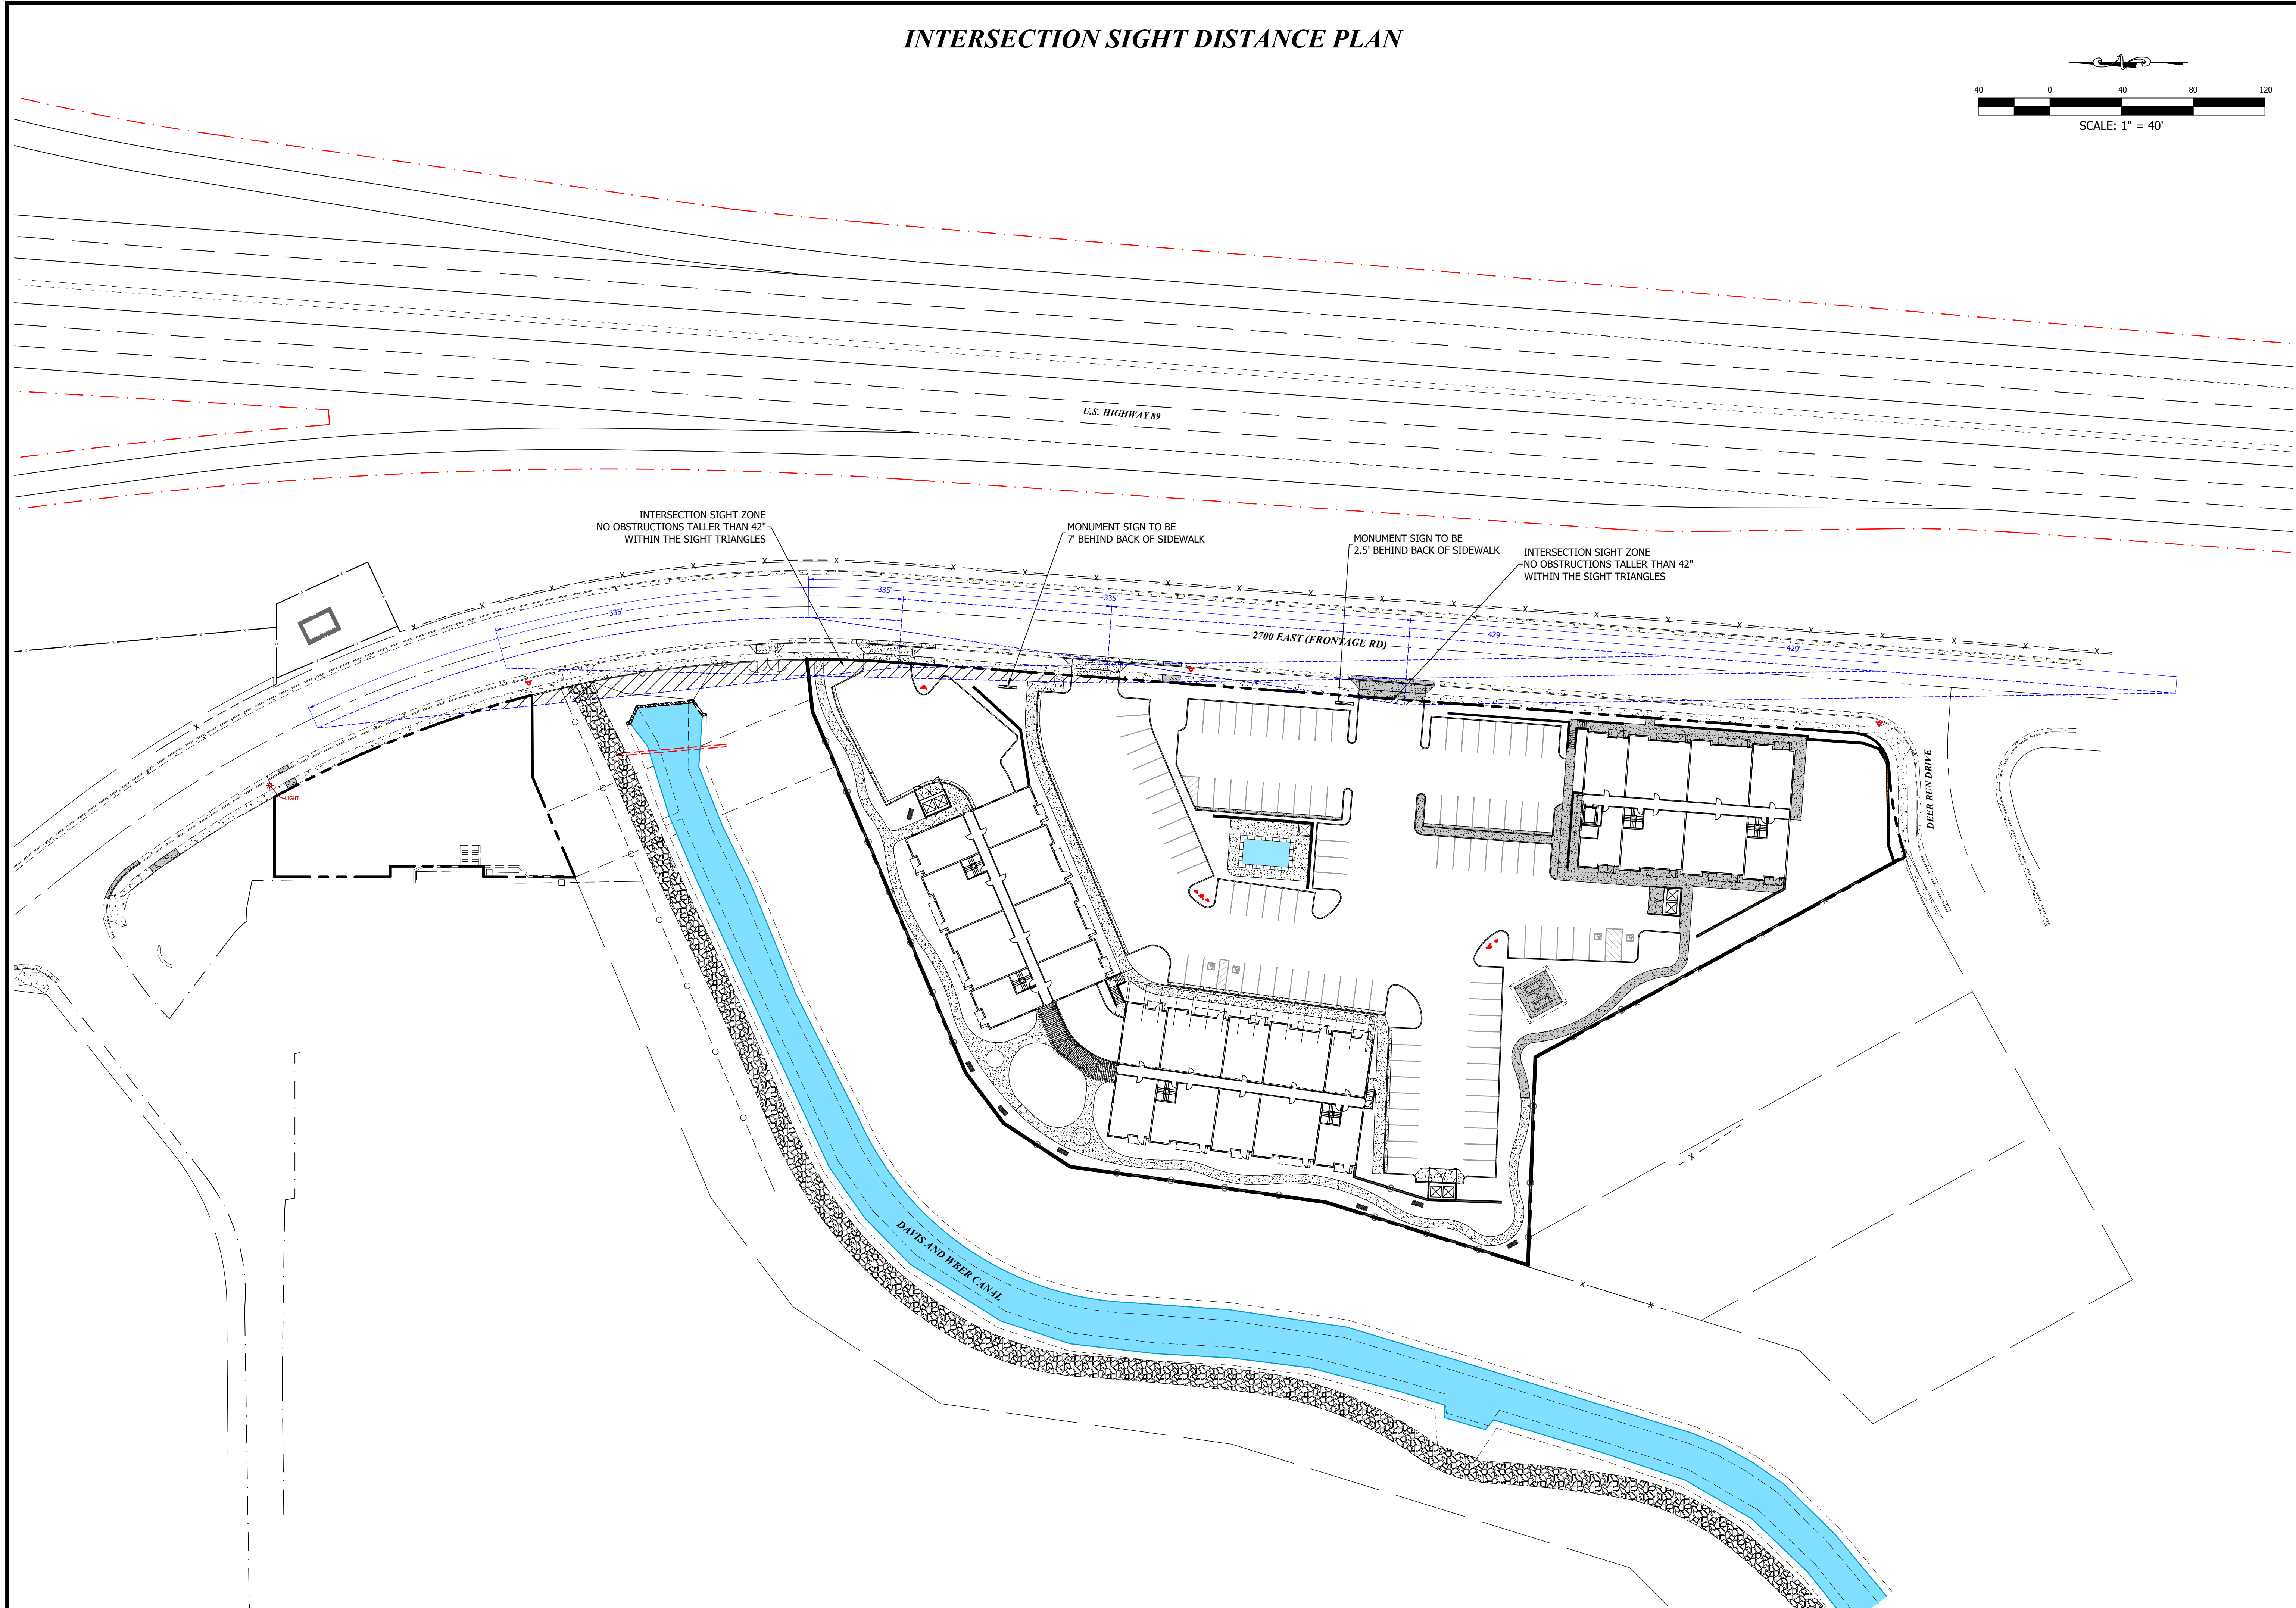 INTERSECTION SIGHT DISTANCE PLAN
40 0 40 80 120
SCALE: 1" = 40'
U.S. HIGHWAY 89
INTERSECTION SIGHT ZONE
NO OBSTRUCTIONS TALLER THAN 42"
WITHIN THE SIGHT TRIANGLES
MONUMENT SIGN TO BE
7' BEHIND BACK OF SIDEWALK
MONUMENT SIGN TO BE
2.5' BEHIND BACK OF SIDEWALK
INTERSECTION SIGHT ZONE
NO OBSTRUCTIONS TALLER THAN 42"
WITHIN THE SIGHT TRIANGLES
335'
335'
335'
429'
429'
2700 EAST (FRONTAGE RD)
LIGHT
DEER RUN DRIVE
DAVIS AND WBER CANAL